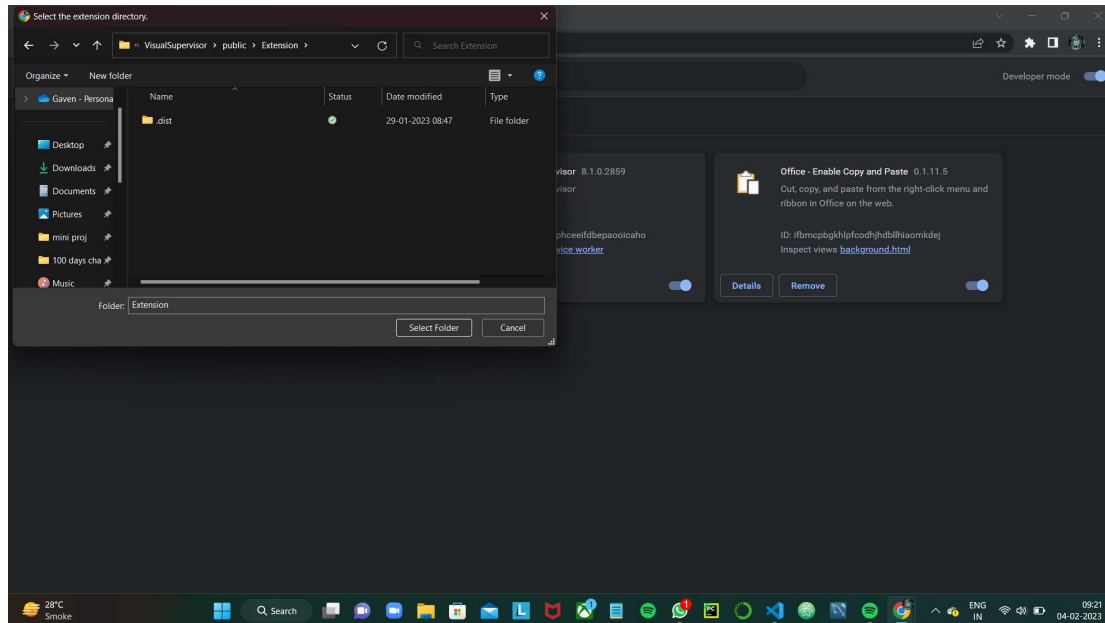 Select the extension directory.
VisualSupervisor › public › Extension ›
Search Extension
Organize
New folder
Developer mode
Gaven - Persona
Name
Status
Date modified
Type
.dist
29-01-2023 08:47
File folder
Desktop
Downloads
Documents
Pictures
mini proj
100 days cha
Music
Folder:
Extension
Select Folder
Cancel
visor 8.1.0.2859
visor
phceeifdbepaooicaho
vice worker
Office - Enable Copy and Paste 0.1.11.5
Cut, copy, and paste from the right-click menu and
ribbon in Office on the web.
ID: ifbmcpbgkhlpfcodhjhdbllhiaomkdej
Inspect views background.html
Details
Remove
28°C
Smoke
Search
ENG
IN
09:21
04-02-2023